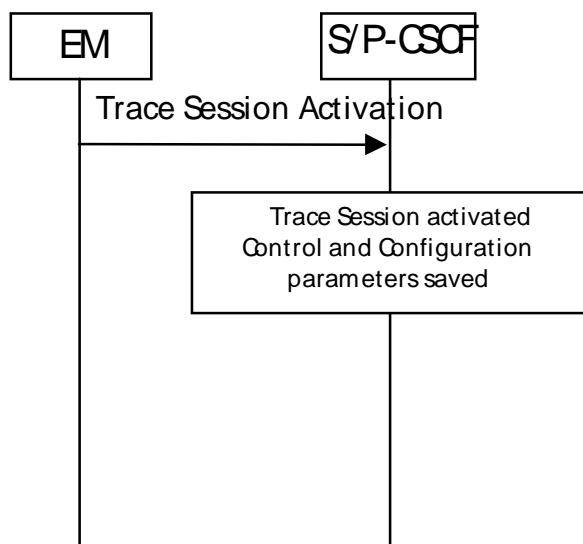 EM
S/P-CSCF
Trace Session Activation
Trace Session activated
Control and Configuration
parameters saved